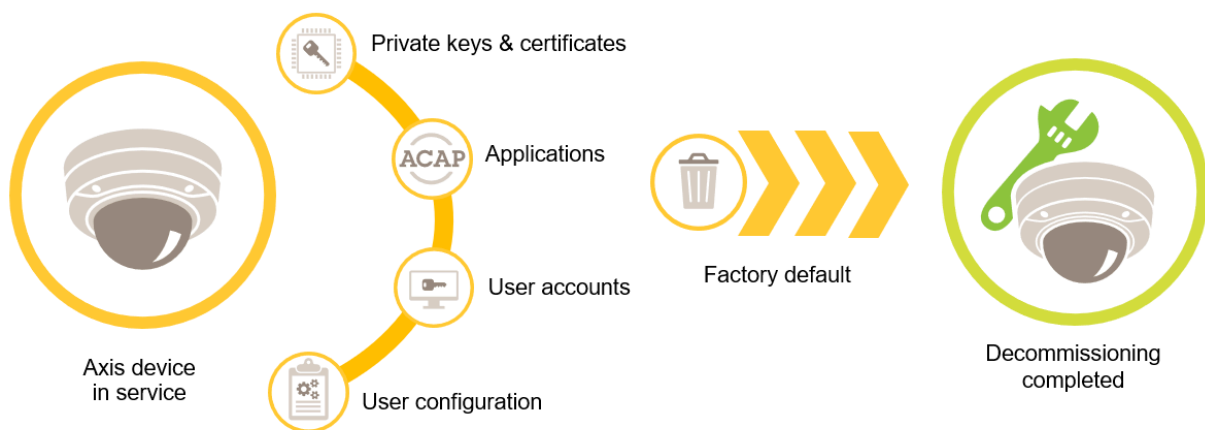 Private keys & certificates
ACAP
Applications
User accounts
User configuration
Axis device
in service
Factory default
Decommissioning
completed